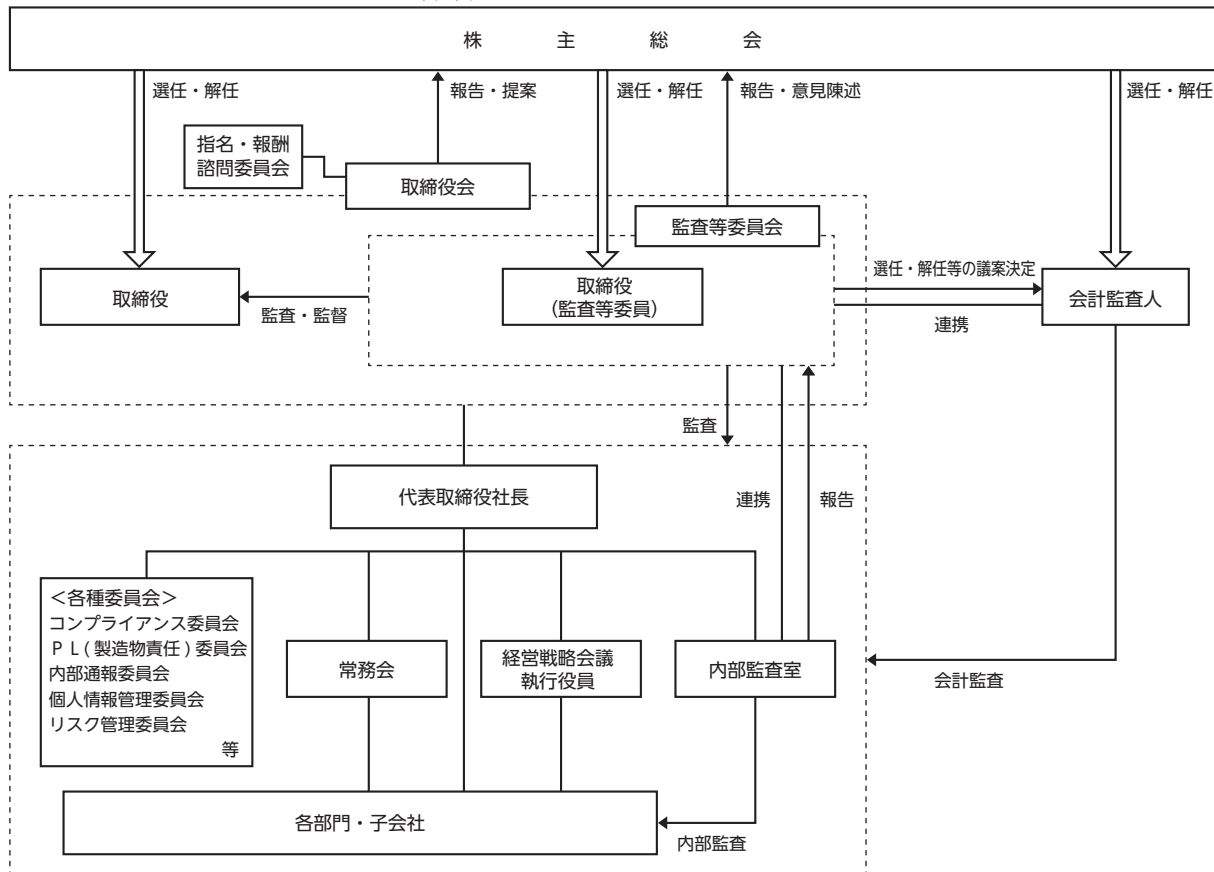 株主総会
選任・解任
報告・提案
選任・解任
報告・意見陳述
選任・解任
指名・報酬
諮問委員会
取締役会
監査等委員会
取締役
監査・監督
取締役
(監査等委員)
選任・解任等の議案決定
連携
会計監査人
監査
代表取締役社長
連携
報告
<各種委員会>
コンプライアンス委員会
PL(製造物責任)委員会
内部通報委員会
個人情報管理委員会
リスク管理委員会
等
常務会
経営戦略会議
執行役員
内部監査室
会計監査
各部門・子会社
内部監査